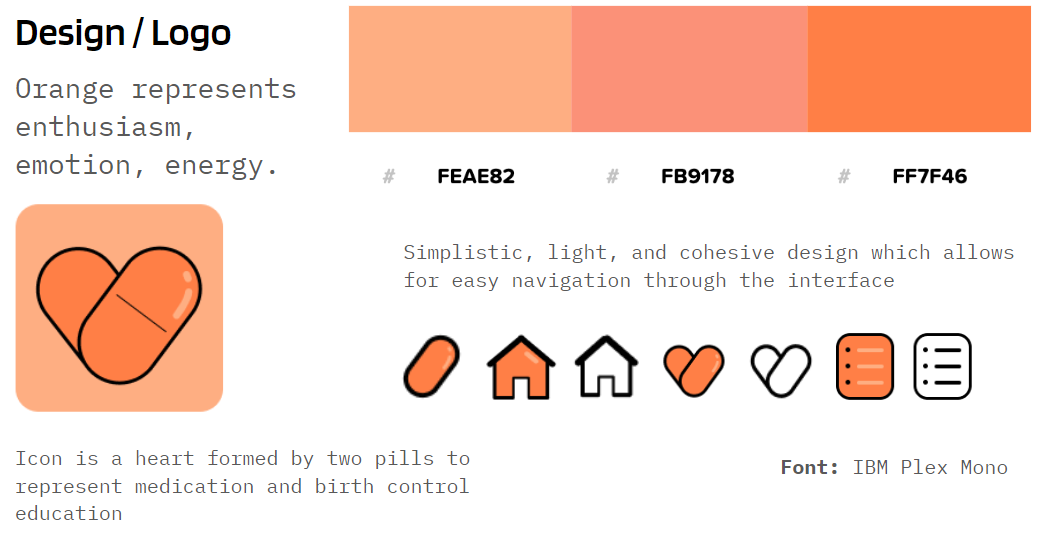 Design / Logo
Orange represents
enthusiasm,
emotion, energy.
# FEAE82
# FB9178
# FF7F46
Simplistic, light, and cohesive design which allows
for easy navigation through the interface
Icon is a heart formed by two pills to
represent medication and birth control
education
Font: IBM Plex Mono